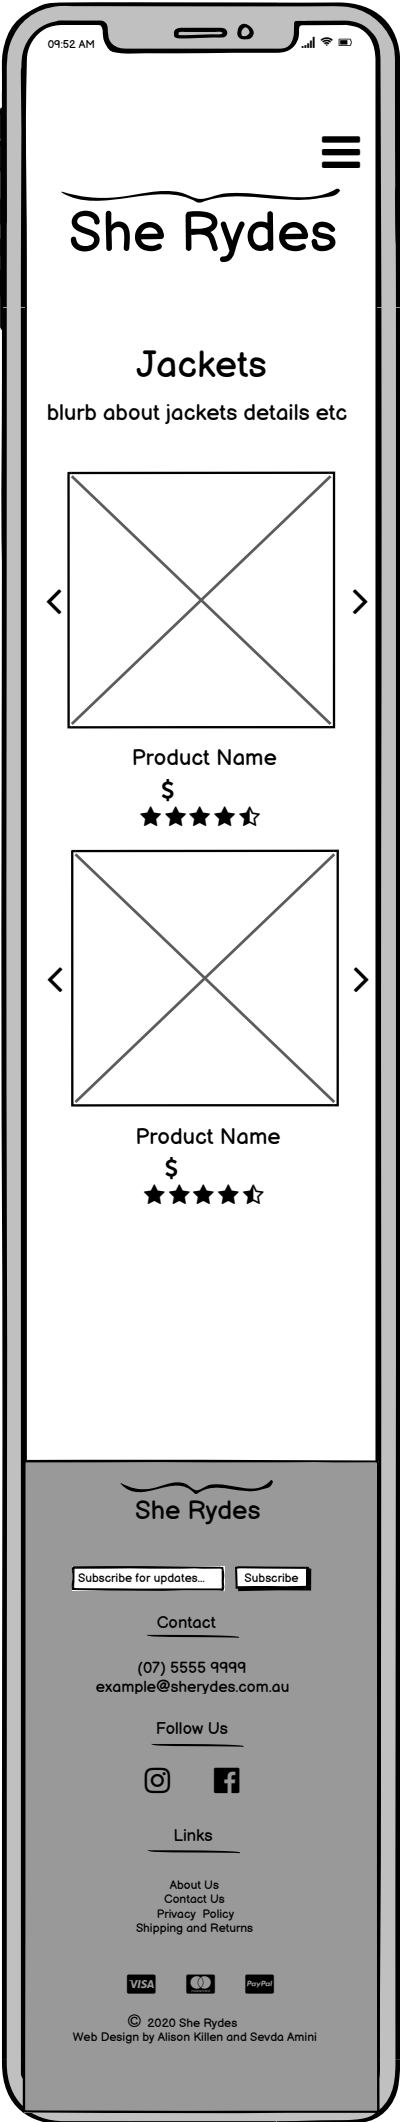 09:52 AM
She Rydes
Jackets
blurb about jackets details etc
Product Name
$
Product Name
$
She Rydes
Subscribe for updates...
Subscribe
Contact
(07) 5555 9999
example@sherydes.com.au
Follow Us
Links
About Us
Contact Us
Privacy Policy
Shipping and Returns
VISA
PayPal
© 2020 She Rydes
Web Design by Alison Killen and Sevda Amini